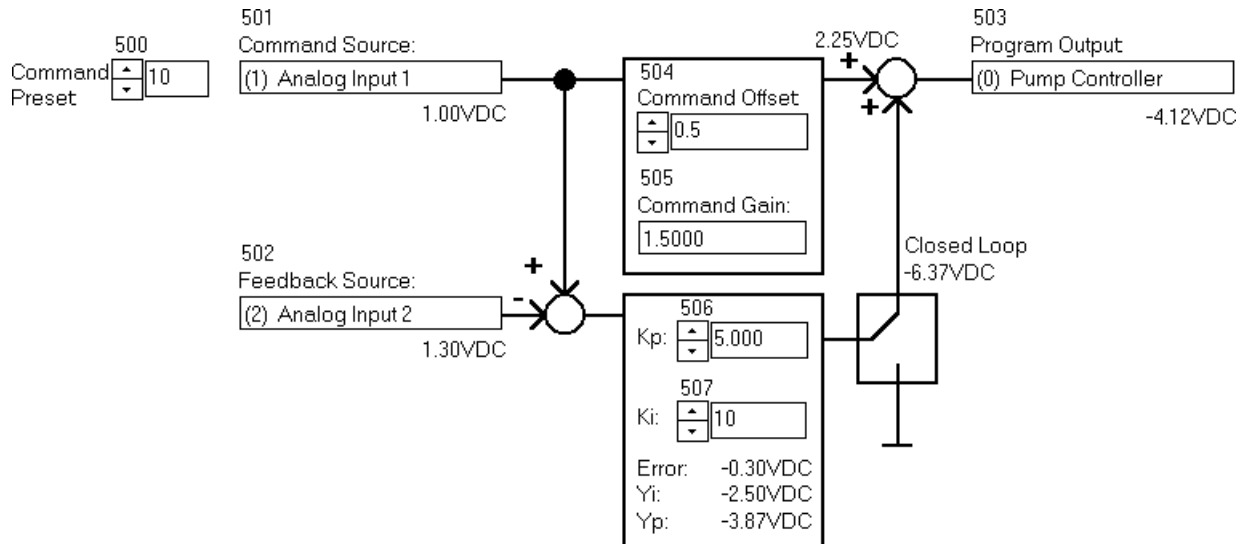 500
Command
Preset:
10
501
Command Source:
(1) Analog Input 1
1.00VDC
502
Feedback Source:
(2) Analog Input 2
1.30VDC
+
-
504
Command Offset
0.5
505
Command Gain:
1.5000
506
Kp:
5.000
507
Ki:
10
Error: -0.30VDC
Yi: -2.50VDC
Yp: -3.87VDC
2.25VDC
+
+
Closed Loop
-6.37VDC
503
Program Output
(0) Pump Controller
-4.12VDC